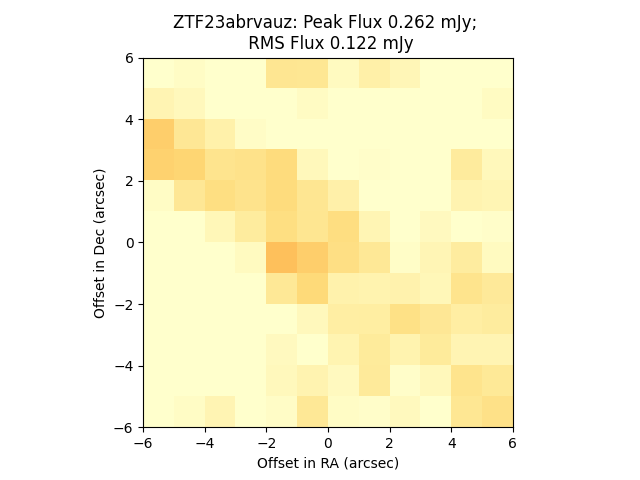 ZTF23abrvauz: Peak Flux 0.262 mJy;
RMS Flux 0.122 mJy
6
4
2
0
−2
−4
−6
Offset in Dec (arcsec)
−6 −4 −2 0 2 4 6
Offset in RA (arcsec)